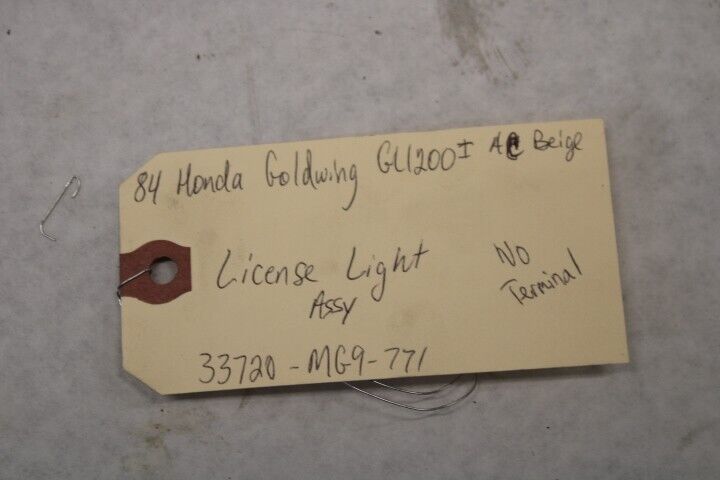 84 Honda Goldwing GL1200I AC Beige
License Light
Assy
No
Terminal
33720-MG9-771